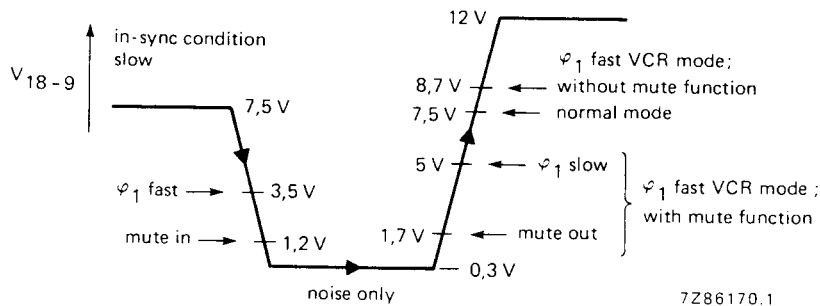 in-sync condition
slow
V18-9
7,5 V
φ1 fast
3,5 V
mute in
1,2 V
noise only
0,3 V
1,7 V
mute out
5 V
φ1 slow
φ1 fast VCR mode;
with mute function
7,5 V
normal mode
8,7 V
φ1 fast VCR mode;
without mute function
12 V
7Z86170.1